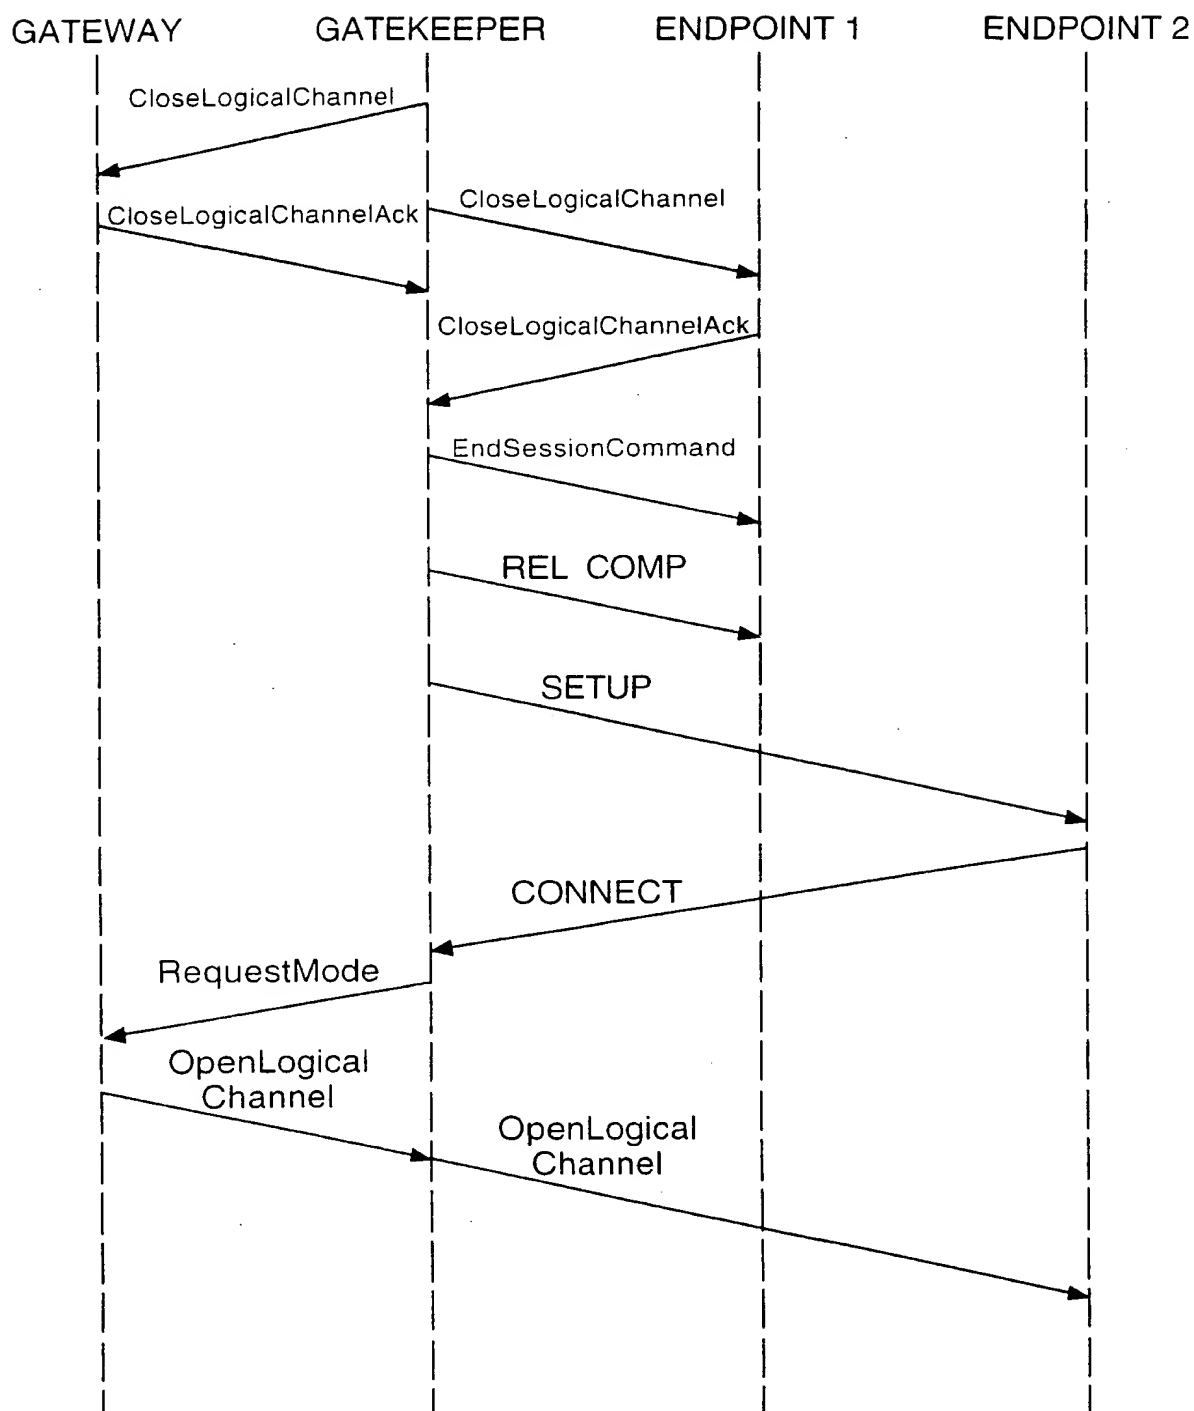 GATEWAY GATEKEEPER ENDPOINT 1 ENDPOINT 2
CloseLogicalChannel
CloseLogicalChannel
CloseLogicalChannelAck
CloseLogicalChannelAck
EndSessionCommand
REL COMP
SETUP
CONNECT
RequestMode
OpenLogical
Channel
OpenLogical
Channel